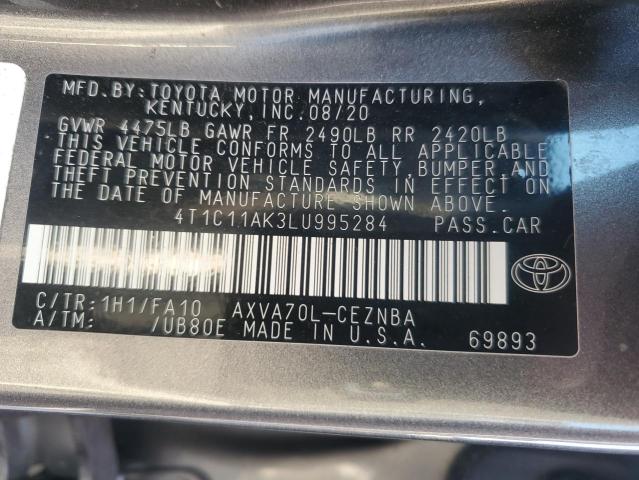 MFD.BY:TOYOTA MOTOR MANUFACTURING,
KENTUCKY,INC.08/20
GVWR 4475LB GAWR FR 2490LB RR 2420LB
THIS VEHICLE CONFORMS TO ALL APPLICABLE
FEDERAL MOTOR VEHICLE SAFETY,BUMPER,AND
THEFT PREVENTION STANDARDS IN EFFECT ON
THE DATE OF MANUFACTURE SHOWN ABOVE.
4T1C11AK3LU995284 PASS.CAR
C/TR:1H1/FA10 AXVA70L-CEZNBA
A/TM: /UB80E MADE IN U.S.A. 69893